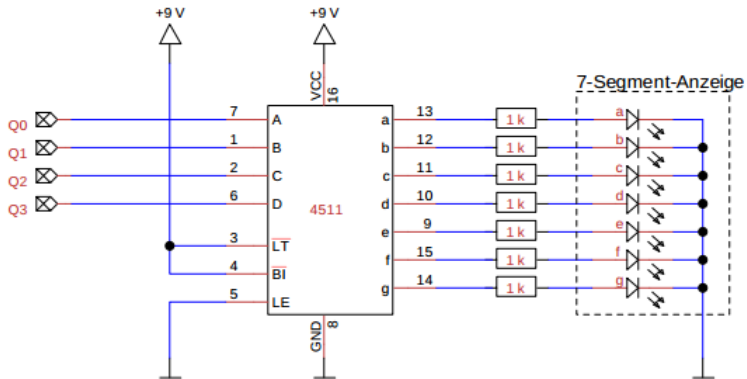 +9 V
+9 V
VCC
16
7-Segment-Anzeige
Q0
7
A
a
13
1 k
a
Q1
1
B
b
12
1 k
b
Q2
2
C
c
11
1 k
c
Q3
6
D
d
10
1 k
d
4511
e
9
1 k
e
3
LT
f
15
1 k
f
4
BI
g
14
1 k
g
5
LE
GND
8